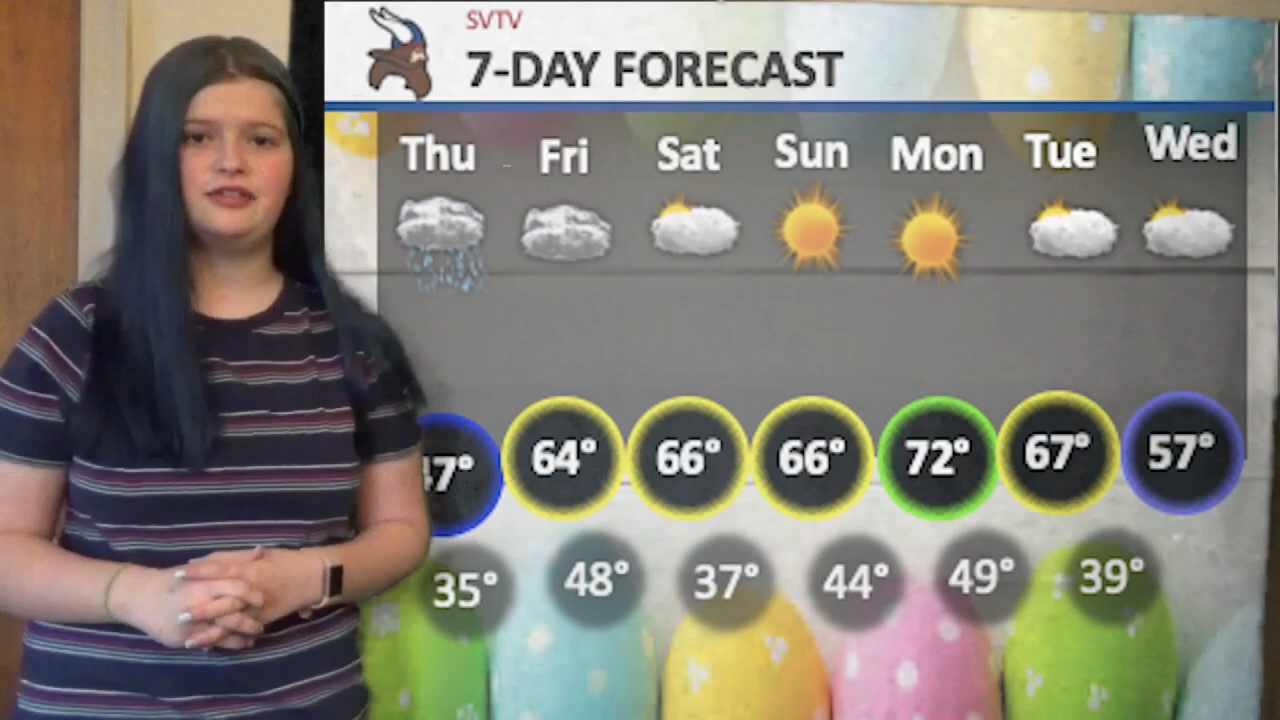 SVTV
7-DAY FORECAST
Thu Fri Sat Sun Mon Tue Wed
47° 64° 66° 66° 72° 67° 57°
35° 48° 37° 44° 49° 39°